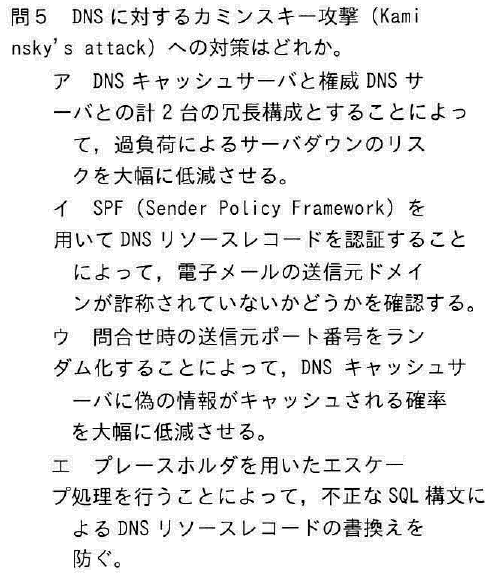 問5　DNSに対するカミンスキー攻撃（Kami
nsky's attack）への対策はどれか。
ア　DNSキャッシュサーバと権威DNSサ
ーバとの計2台の冗長構成とすることによっ
て，過負荷によるサーバダウンのリス
クを大幅に低減させる。
イ　SPF（Sender Policy Framework）を
用いてDNSリソースレコードを認証すること
によって，電子メールの送信元ドメイ
ンが詐称されていないかどうかを確認する。
ウ　問合せ時の送信元ポート番号をラン
ダム化することによって，DNS キャッシュサ
ーバに偽の情報がキャッシュされる確率
を大幅に低減させる。
エ　プレースホルダを用いたエスケー
プ処理を行うことによって，不正なSQL構文に
よるDNSリソースレコードの書換えを
防ぐ。